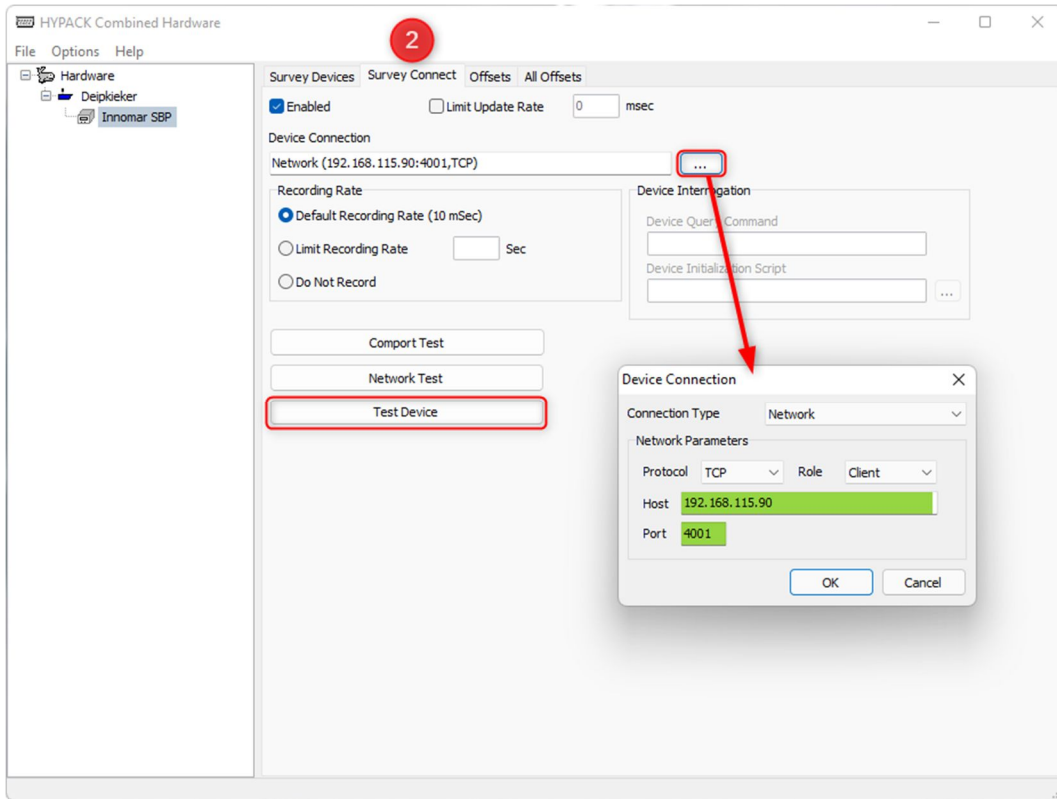 HYPACK Combined Hardware
2
File Options Help
Hardware
Deipkieker
Innomar SBP
Survey Devices Survey Connect Offsets All Offsets
Enabled Limit Update Rate 0 msec
Device Connection
Network (192.168.115.90:4001,TCP) ...
Recording Rate
Default Recording Rate (10 mSec)
Limit Recording Rate Sec
Do Not Record
Device Interrogation
Device Query Command
Device Initialization Script
...
Comport Test
Network Test
Test Device
Device Connection
Connection Type Network
Network Parameters
Protocol TCP Role Client
Host 192.168.115.90
Port 4001
OK Cancel